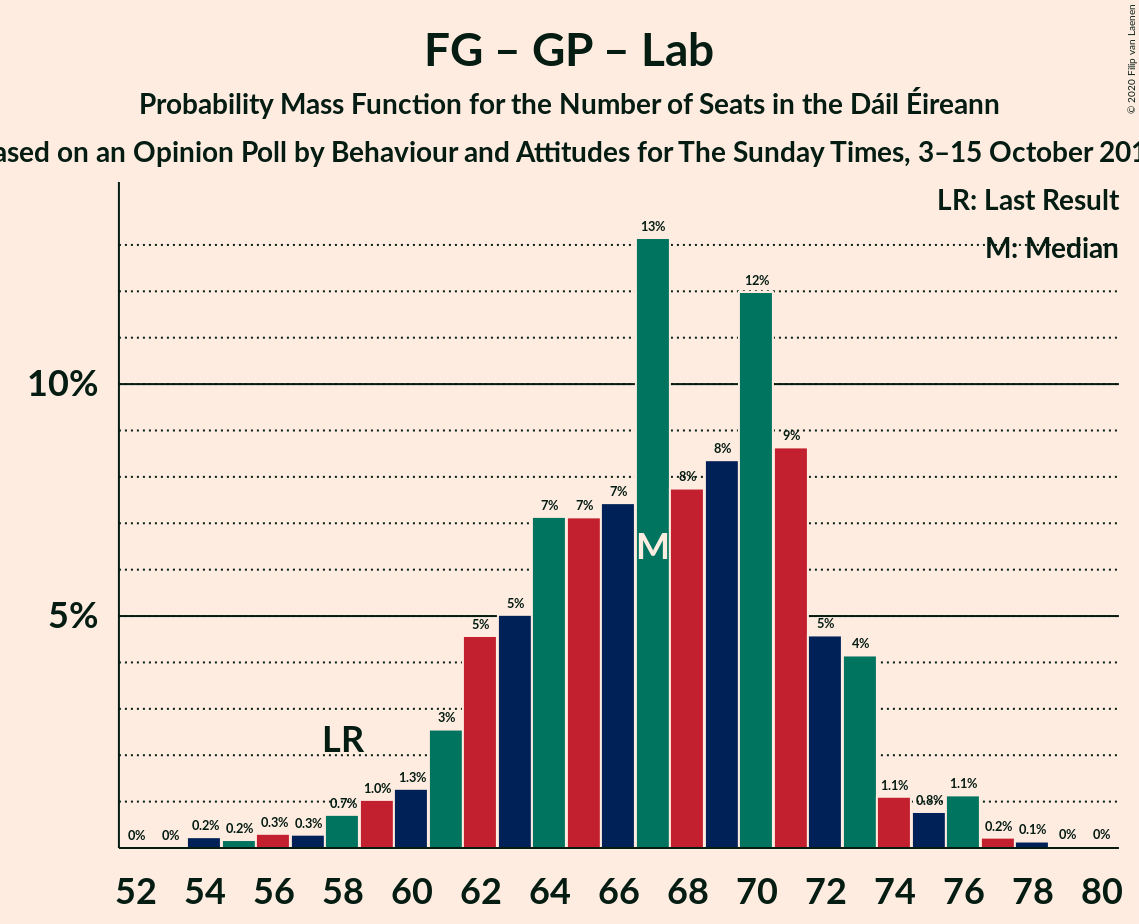 FG – GP – Lab
Probability Mass Function for the Number of Seats in the Dáil Éireann
on an Opinion Poll by Behaviour and Attitudes for The Sunday Times, 3–15 October
© 2020 Filip van Laenen
LR: Last Result
M: Median
10%
5%
0% 0% 0.2% 0.2% 0.3% 0.3% 0.7% 1.0% 1.3% 3% 5% 5% 7% 7% 7% 13% 8% 8% 12% 9% 5% 4% 1.1% 0.8% 1.1% 0.2% 0.1% 0% 0%
LR
M
52 54 56 58 60 62 64 66 68 70 72 74 76 78 80